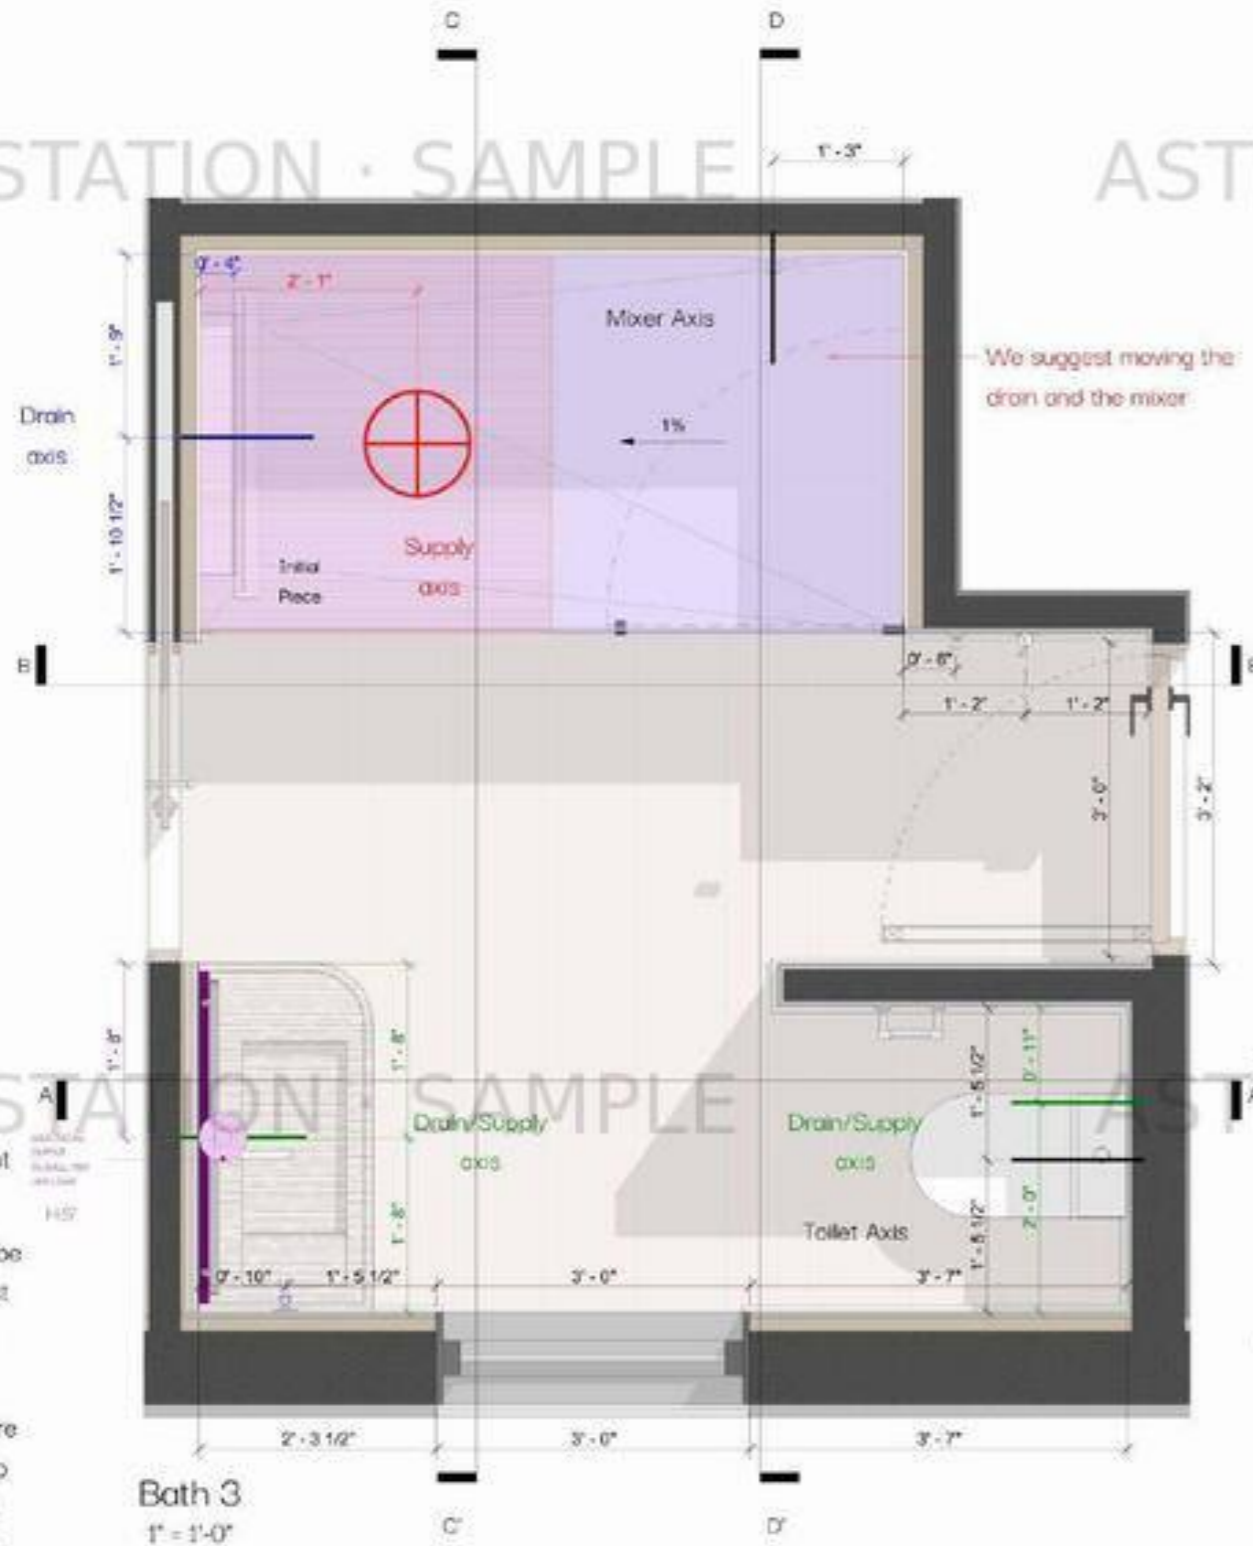 C
D
STATION · SAMPLE
AST
1' - 3"
0' - 4"
2' - 1"
1' - 9"
Mixer Axis
We suggest moving the
drain and the mixer
Drain
axis
1%
1' - 10 1/2"
Supply
axis
Initial
Piece
B
0' - 6"
1' - 2"
1' - 2"
3' - 0"
3' - 2"
1' - 8"
1' - 8"
1' - 5 1/2"
0' - 11"
A
A
STATION · SAMPLE
AST
Drain/Supply
axis
Drain/Supply
axis
1' - 8"
1' - 5 1/2"
2' - 0"
Toilet Axis
0' - 10"
1' - 5 1/2"
3' - 0"
3' - 7"
2' - 3 1/2"
3' - 0"
3' - 7"
Bath 3
1" = 1'-0"
C'
D'